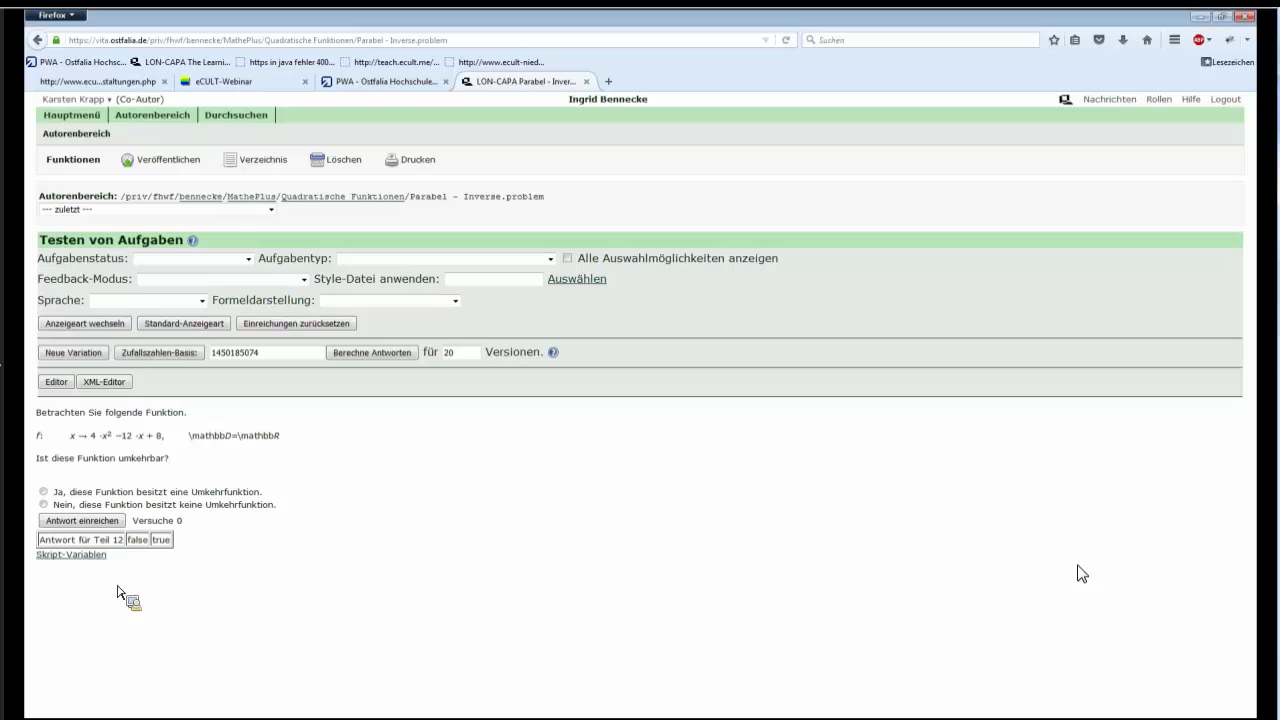 Firefox
https://vita.ostfalia.de/priv/fhwf/bennecke/MathePlus/Quadratische Funktionen/Parabel - Inverse.problem
Suchen
PWA - Ostfalia Hochsc... LON-CAPA The Learni... https in java fehler 400... http://teach.ecult.me/... http://www.ecult-nied... Lesezeichen
http://www.ecu...staltungen.php eCULT-Webinar PWA - Ostfalia Hochschule... LON-CAPA Parabel - Inver...
Karsten Krapp (Co-Autor) Ingrid Bennecke Nachrichten Rollen Hilfe Logout
Hauptmenü Autorenbereich Durchsuchen
Autorenbereich
Funktionen Veröffentlichen Verzeichnis Löschen Drucken
Autorenbereich: /priv/fhwf/bennecke/MathePlus/Quadratische Funktionen/Parabel - Inverse.problem
--- zuletzt ---
Testen von Aufgaben
Aufgabenstatus: Aufgabentyp: Alle Auswahlmöglichkeiten anzeigen
Feedback-Modus: Style-Datei anwenden: Auswählen
Sprache: Formeldarstellung:
Anzeigeart wechseln Standard-Anzeigeart Einreichungen zurücksetzen
Neue Variation Zufallszahlen-Basis: 1450185074 Berechne Antworten für 20 Versionen.
Editor XML-Editor
Betrachten Sie folgende Funktion.
f: x → 4 ·x² −12 ·x + 8, \mathbbD=\mathbbR
Ist diese Funktion umkehrbar?
Ja, diese Funktion besitzt eine Umkehrfunktion.
Nein, diese Funktion besitzt keine Umkehrfunktion.
Antwort einreichen Versuche 0
Antwort für Teil 12 false true
Skript-Variablen